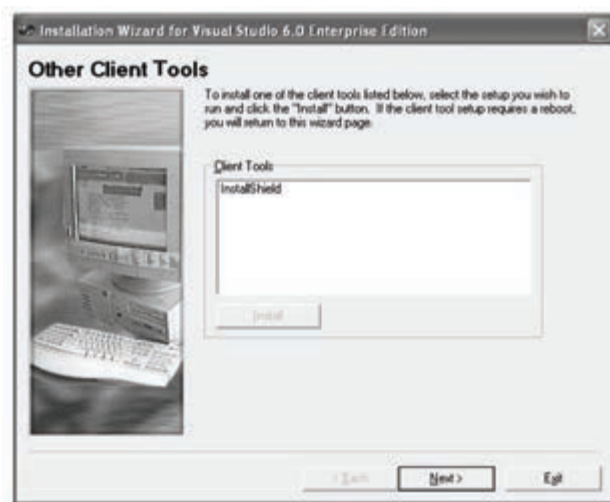 Installation Wizard for Visual Studio 6.0 Enterprise Edition
Other Client Tools
To install one of the client tools listed below, select the setup you wish to
run and click the "Install" button. If the client tool setup requires a reboot,
you will return to this wizard page.
Client Tools
InstallShield
Install
< Back
Next >
Exit